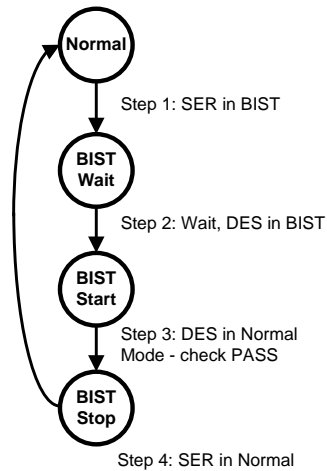 Normal
Step 1: SER in BIST
BIST
Wait
Step 2: Wait, DES in BIST
BIST
Start
Step 3: DES in Normal
Mode - check PASS
BIST
Stop
Step 4: SER in Normal